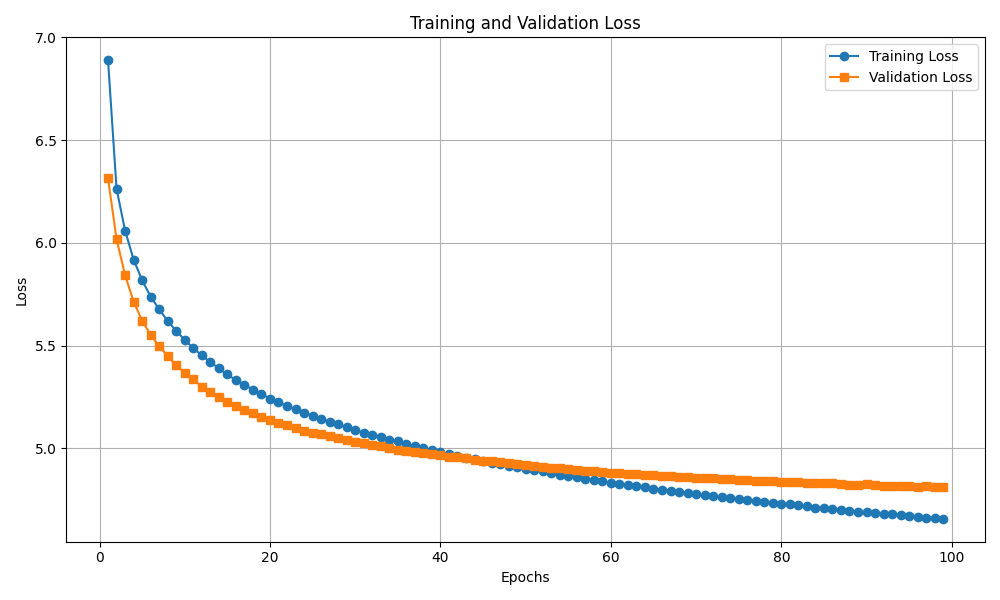 Training and Validation Loss
Training Loss
Validation Loss
7.0
6.5
6.0
5.5
5.0
Loss
0 20 40 60 80 100
Epochs